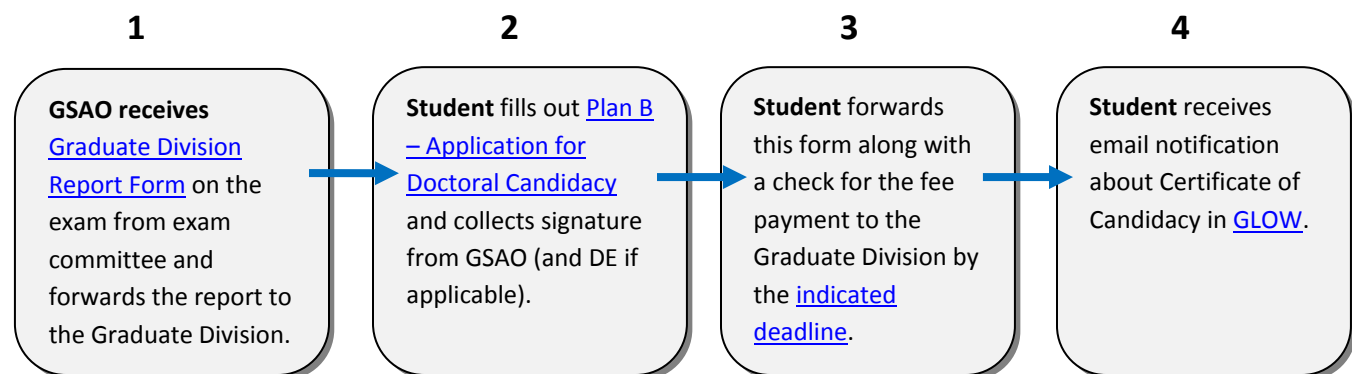 1
2
3
4
GSAO receives
Graduate Division
Report Form on the
exam from exam
committee and
forwards the report to
the Graduate Division.
Student fills out Plan B
– Application for
Doctoral Candidacy
and collects signature
from GSAO (and DE if
applicable).
Student forwards
this form along with
a check for the fee
payment to the
Graduate Division by
the indicated
deadline.
Student receives
email notification
about Certificate of
Candidacy in GLOW.